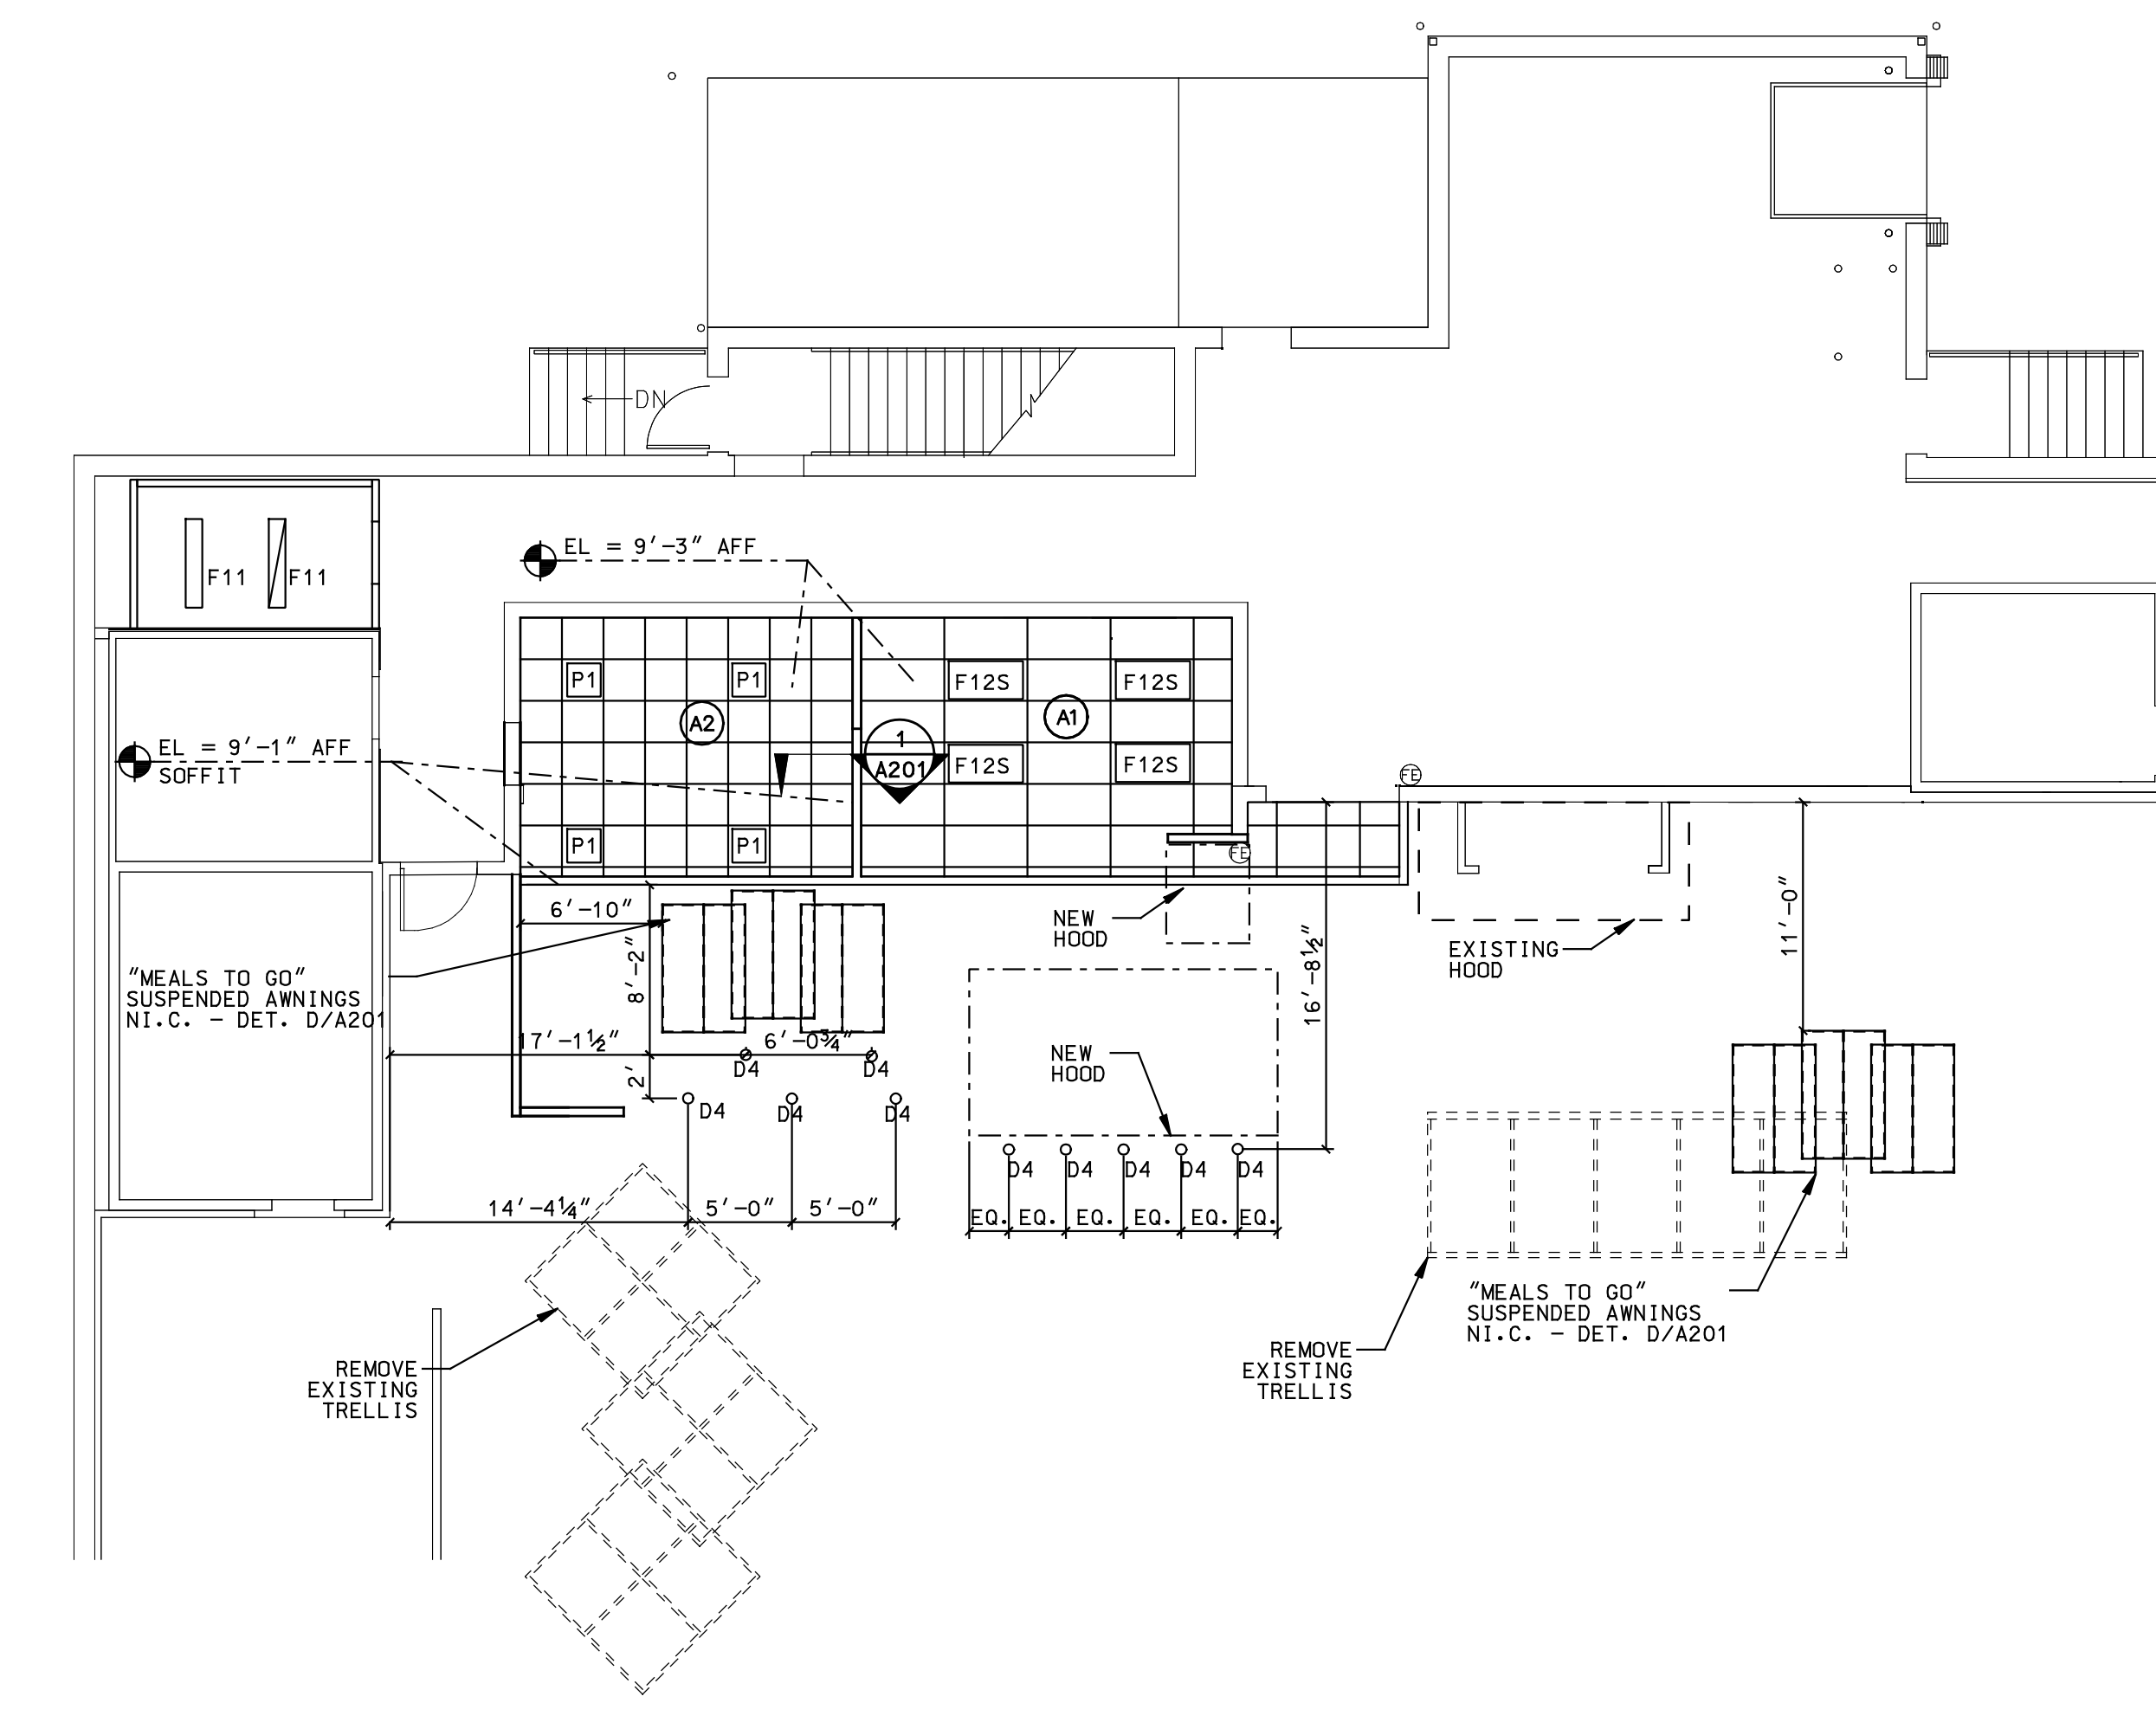 DN
EL = 9'-3" AFF
F11
F11
P1
P1
F12S
F12S
A2
A1
1
A201
F12S
F12S
EL = 9'-1" AFF
SOFFIT
FE
P1
P1
FE
6'-10"
NEW
HOOD
EXISTING
HOOD
11'-0"
8'-2"
16'-8½"
"MEALS TO GO"
SUSPENDED AWNINGS
NI.C. - DET. D/A201
17'-1½"
6'-0¾"
NEW
HOOD
D4
D4
2'
D4
D4
D4
D4
D4
D4
D4
D4
14'-4¼"
5'-0"
5'-0"
EQ.
EQ.
EQ.
EQ.
EQ.
EQ.
"MEALS TO GO"
SUSPENDED AWNINGS
NI.C. - DET. D/A201
REMOVE
EXISTING
TRELLIS
REMOVE
EXISTING
TRELLIS